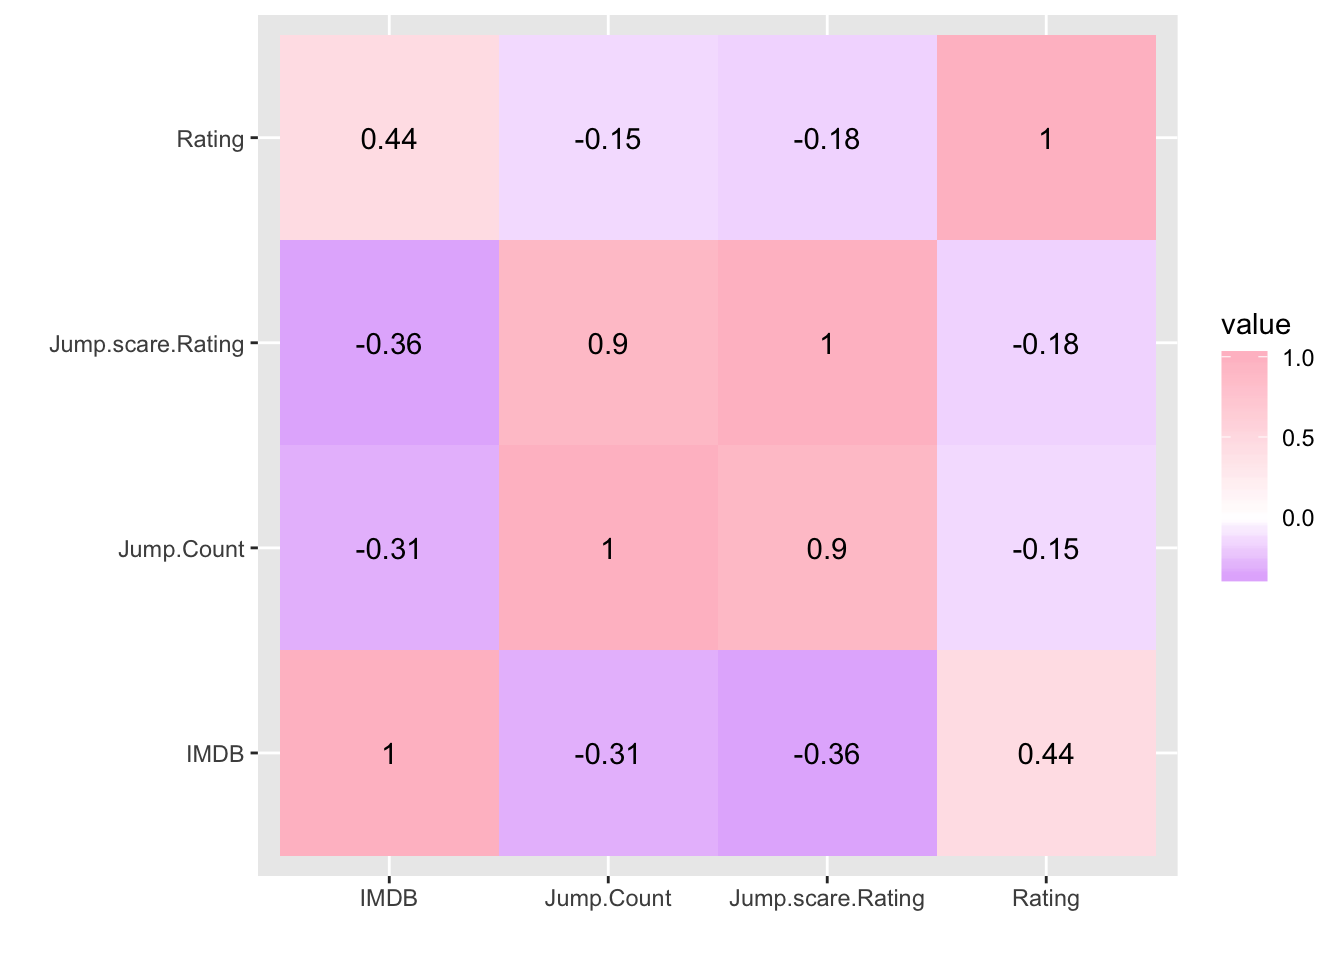 Rating 0.44 -0.15 -0.18 1
value
Jump.scare.Rating -0.36 0.9 1 -0.18
1.0
0.5
0.0
Jump.Count -0.31 1 0.9 -0.15
IMDB 1 -0.31 -0.36 0.44
IMDB Jump.Count Jump.scare.Rating Rating